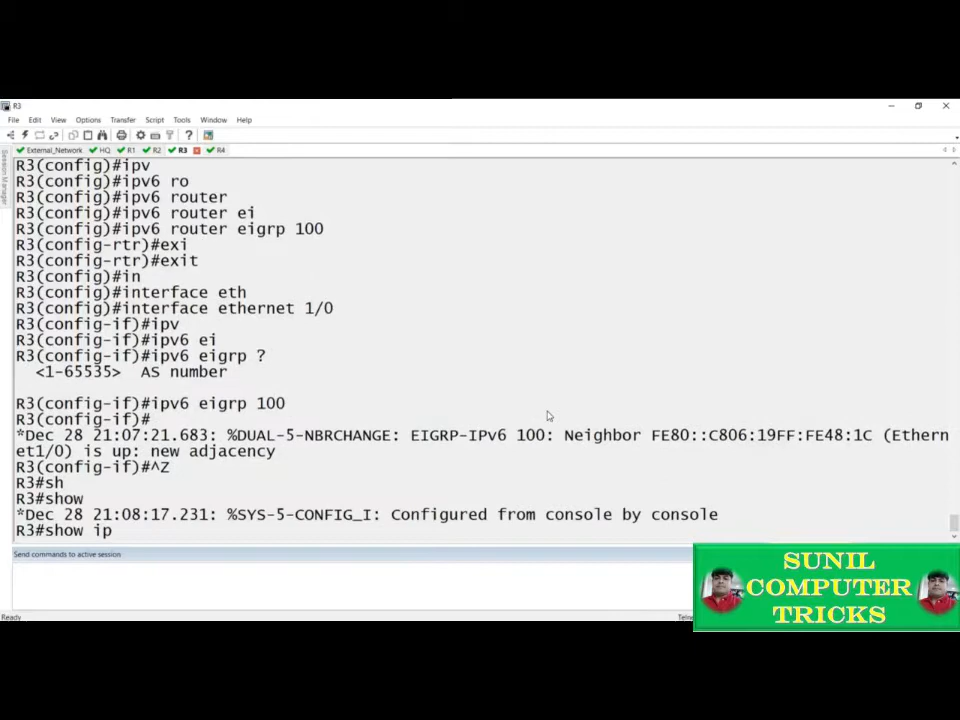 R3
File Edit View Options Transfer Script Tools Window Help
External_Network HQ R1 R2 R3 R4
Session Manager
R3(config)#ipv
R3(config)#ipv6 ro
R3(config)#ipv6 router
R3(config)#ipv6 router ei
R3(config)#ipv6 router eigrp 100
R3(config-rtr)#exi
R3(config-rtr)#exit
R3(config)#in
R3(config)#interface eth
R3(config)#interface ethernet 1/0
R3(config-if)#ipv
R3(config-if)#ipv6 ei
R3(config-if)#ipv6 eigrp ?
<1-65535> AS number
R3(config-if)#ipv6 eigrp 100
R3(config-if)#
*Dec 28 21:07:21.683: %DUAL-5-NBRCHANGE: EIGRP-IPv6 100: Neighbor FE80::C806:19FF:FE48:1C (Ethern
et1/0) is up: new adjacency
R3(config-if)#^Z
R3#sh
R3#show
*Dec 28 21:08:17.231: %SYS-5-CONFIG_I: Configured from console by console
R3#show ip
Send commands to active session
Ready
SUNIL
COMPUTER
TRICKS